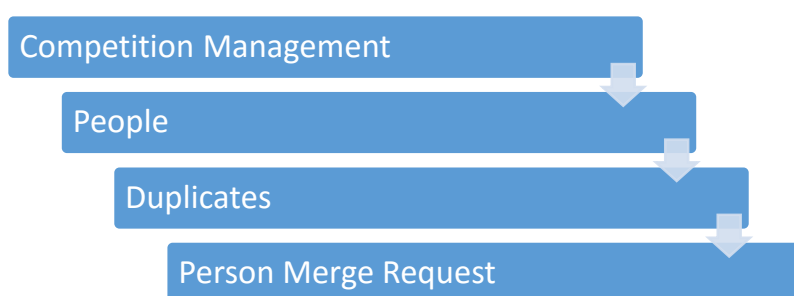 Competition Management
People
Duplicates
Person Merge Request